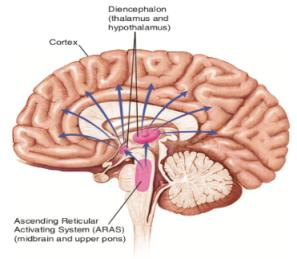 Diencephalon
(thalamus and
hypothalamus)
Cortex
Ascending Reticular
Activating System (ARAS)
(midbrain and upper pons)